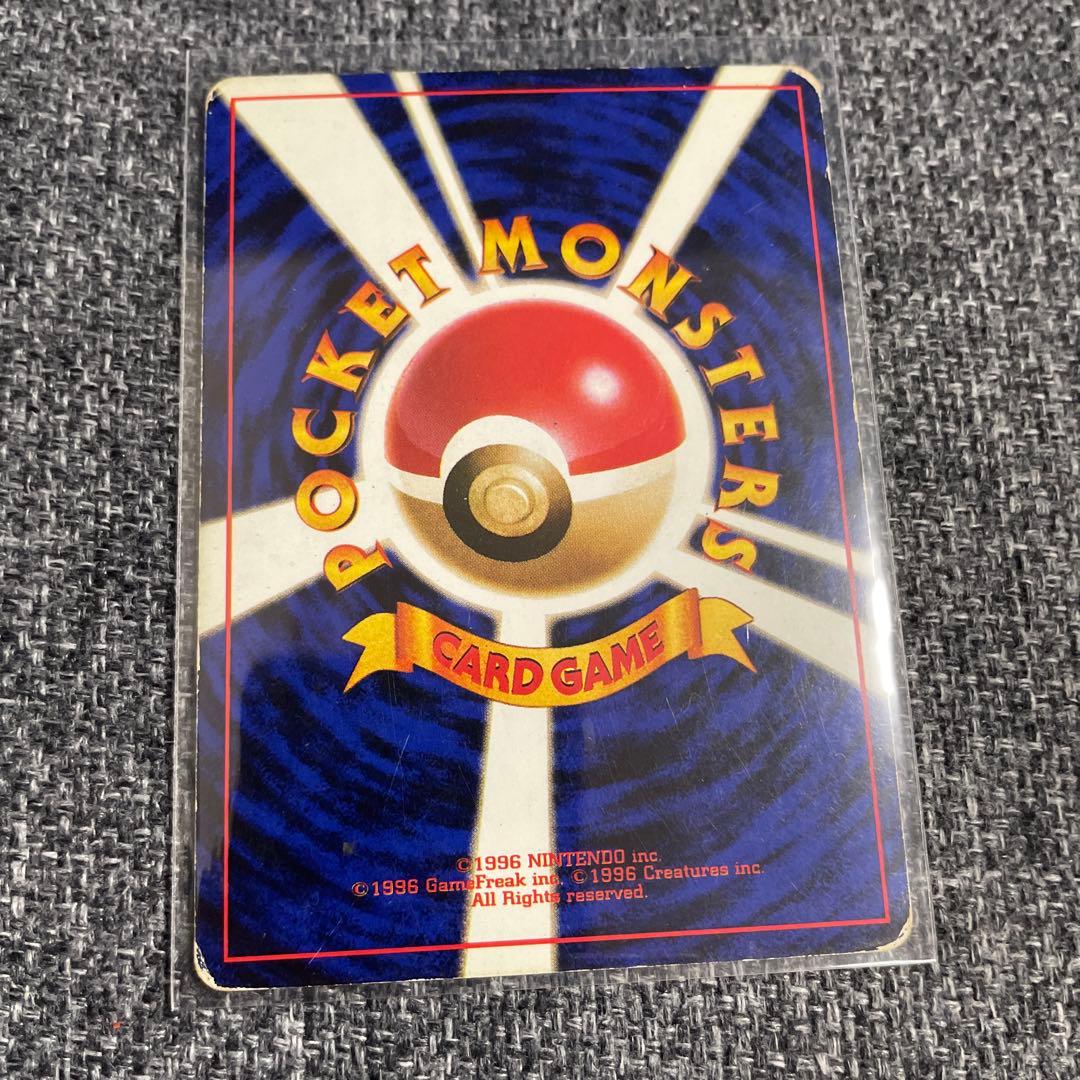 POCKET MONSTERS
CARD GAME
©1996 NINTENDO inc.
©1996 GameFreak inc. ©1996 Creatures inc.
All Rights reserved.